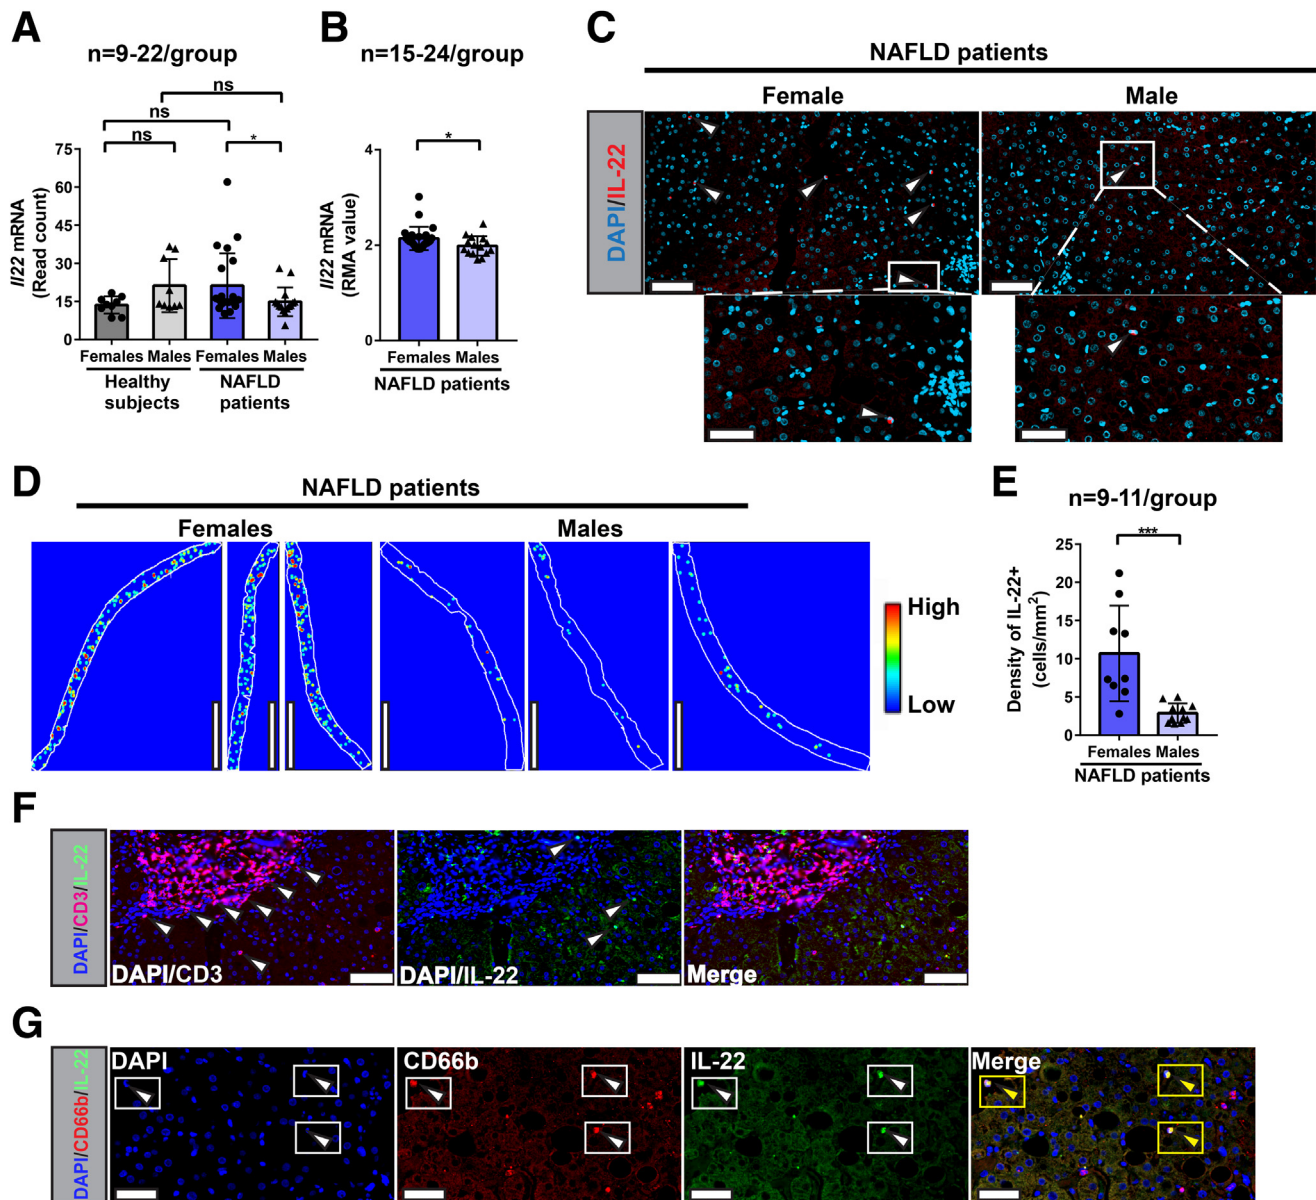 A
n=9-22/group
ns
ns
ns
*
Il22 mRNA
(Read count)
75
60
45
30
15
0
Females Males Females Males
Healthy subjects
NAFLD patients
B
n=15-24/group
*
Il22 mRNA
(RMA value)
4
2
0
Females Males
NAFLD patients
C
NAFLD patients
Female
Male
DAPI/IL-22
D
NAFLD patients
Females
Males
High
Low
E
n=9-11/group
***
Density of IL-22+
(cells/mm²)
25
20
15
10
5
0
Females Males
NAFLD patients
F
DAPI/CD3/IL-22
DAPI/CD3
DAPI/IL-22
Merge
G
DAPI/CD66b/IL-22
DAPI
CD66b
IL-22
Merge